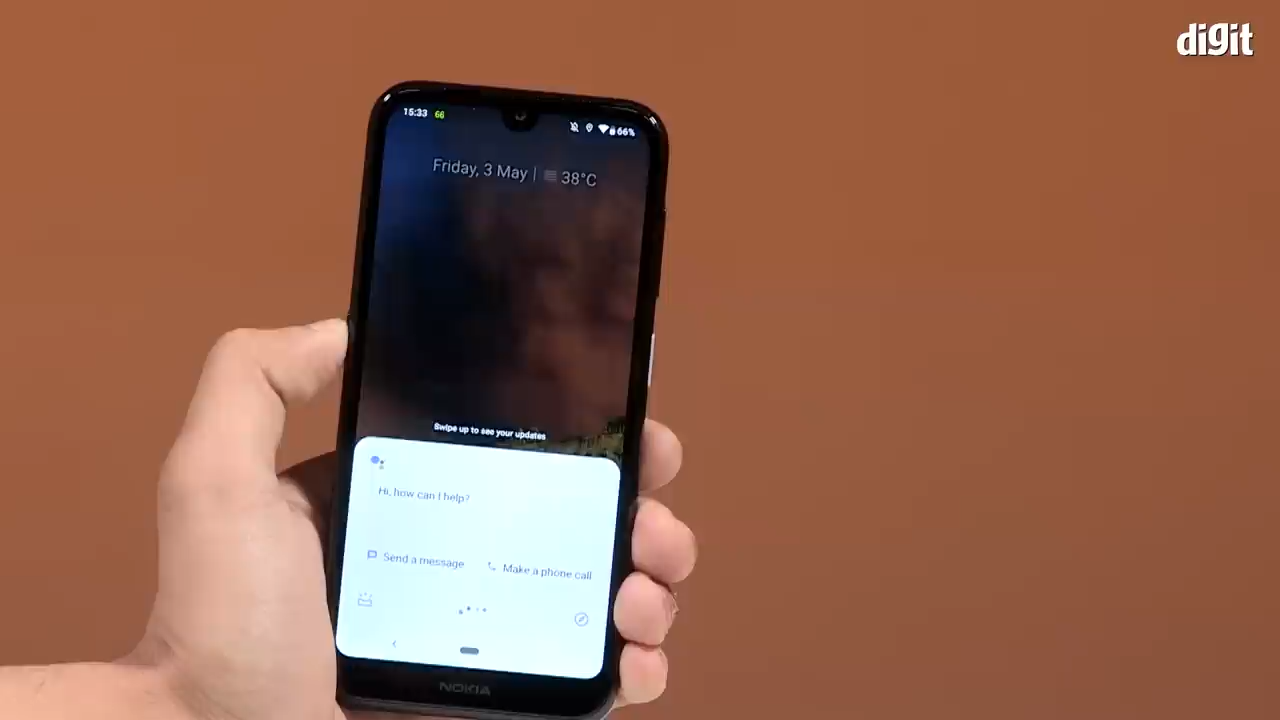 digit
15:33 66 66%
Friday, 3 May | 38°C
Swipe up to see your updates
Hi, how can I help?
Send a message Make a phone call
NOKIA